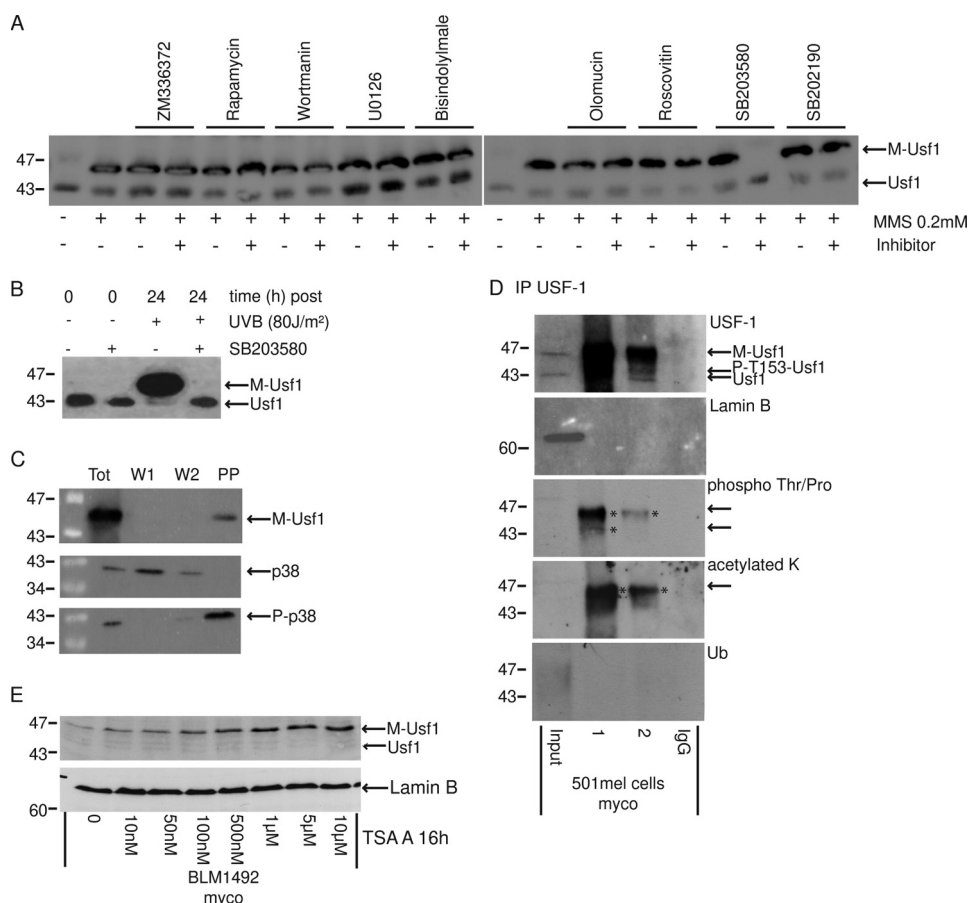 A
ZM336372 Rapamycin Wortmanin U0126 Bisindolylmale Olomucin Roscovitin SB203580 SB202190
47 M-Usf1
43 Usf1
- + + + + + + + + + + + - + + + + + + + + + MMS 0.2mM
- - - + - + - + - + - + - - - + - + - + - + Inhibitor
B
0 0 24 24 time (h) post
- - + + UVB (80J/m²)
- + - + SB203580
47 M-Usf1
43 Usf1
C
Tot W1 W2 PP
47 M-Usf1
43
43 p38
34
43 P-p38
34
D IP USF-1
USF-1
47 M-Usf1
P-T153-Usf1
43 Usf1
Lamin B
60
phospho Thr/Pro
47 * *
43 *
acetylated K
47 ** *
43
Ub
47
43
Input 1 2 IgG
501mel cells
myco
E
47 M-Usf1
43 Usf1
Lamin B
60
0 10nM 50nM 100nM 500nM 1µM 5µM 10µM TSA A 16h
BLM1492
myco